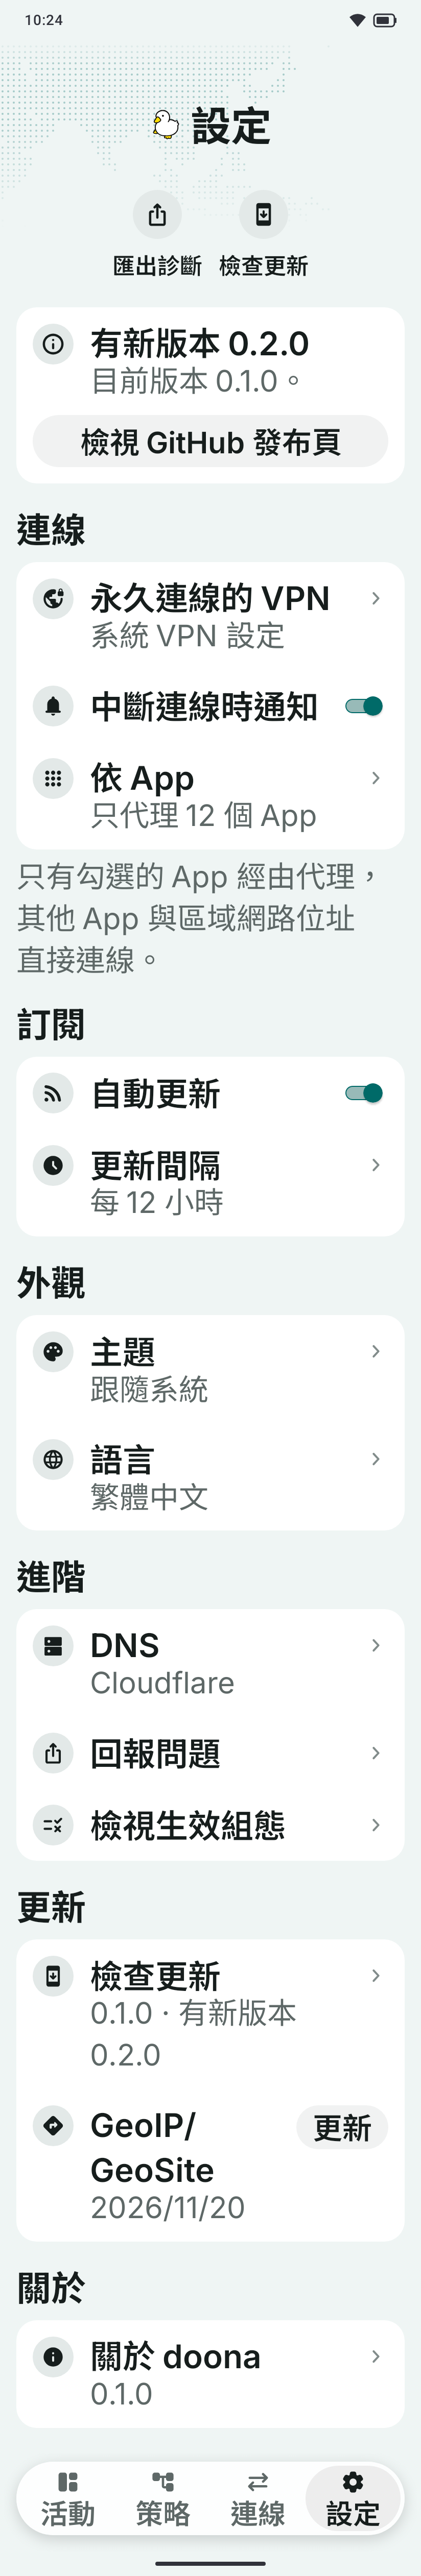 10:24
設定
匯出診斷
檢查更新
有新版本 0.2.0
目前版本 0.1.0。
檢視 GitHub 發布頁
連線
永久連線的 VPN
系統 VPN 設定
中斷連線時通知
依 App
只代理 12 個 App
只有勾選的 App 經由代理，
其他 App 與區域網路位址
直接連線。
訂閱
自動更新
更新間隔
每 12 小時
外觀
主題
跟隨系統
語言
繁體中文
進階
DNS
Cloudflare
回報問題
檢視生效組態
更新
檢查更新
0.1.0 · 有新版本
0.2.0
GeoIP/
GeoSite
2026/11/20
更新
關於
關於 doona
0.1.0
活動
策略
連線
設定